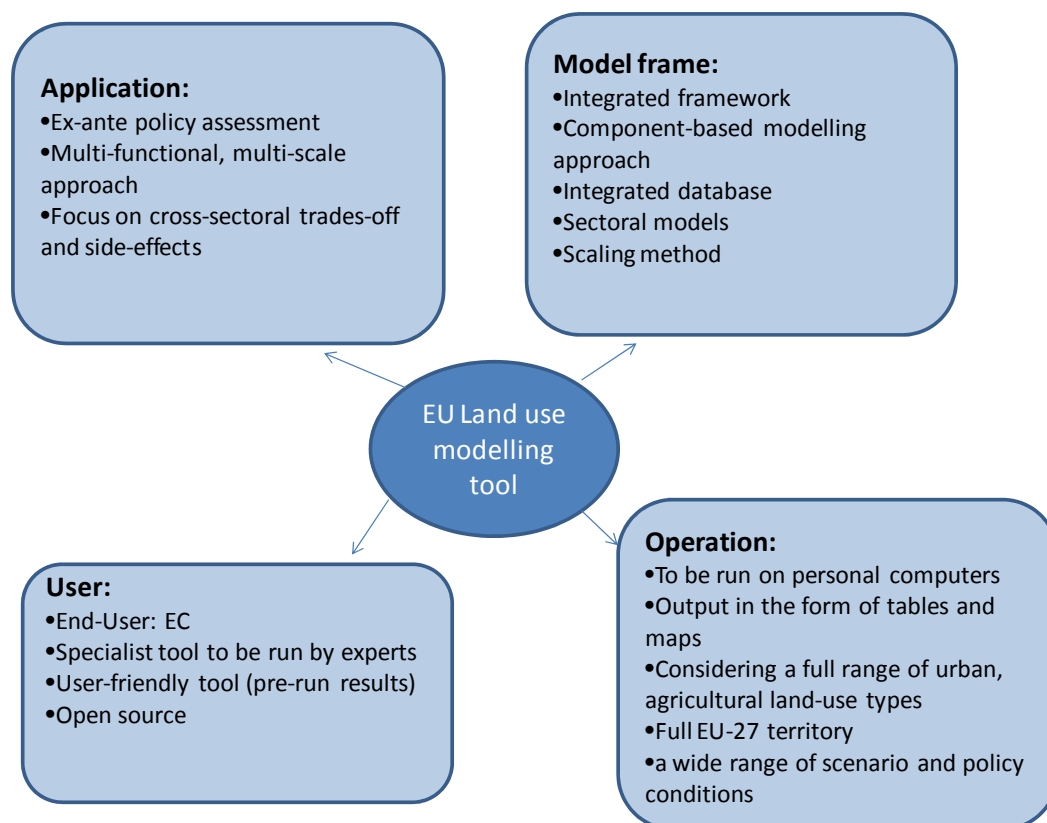 Application:
•Ex-ante policy assessment
•Multi-functional, multi-scale
approach
•Focus on cross-sectoral trades-off
and side-effects
Model frame:
•Integrated framework
•Component-based modelling
approach
•Integrated database
•Sectoral models
•Scaling method
EU Land use
modelling
tool
User:
•End-User: EC
•Specialist tool to be run by experts
•User-friendly tool (pre-run results)
•Open source
Operation:
•To be run on personal computers
•Output in the form of tables and
maps
•Considering a full range of urban,
agricultural land-use types
•Full EU-27 territory
•a wide range of scenario and policy
conditions